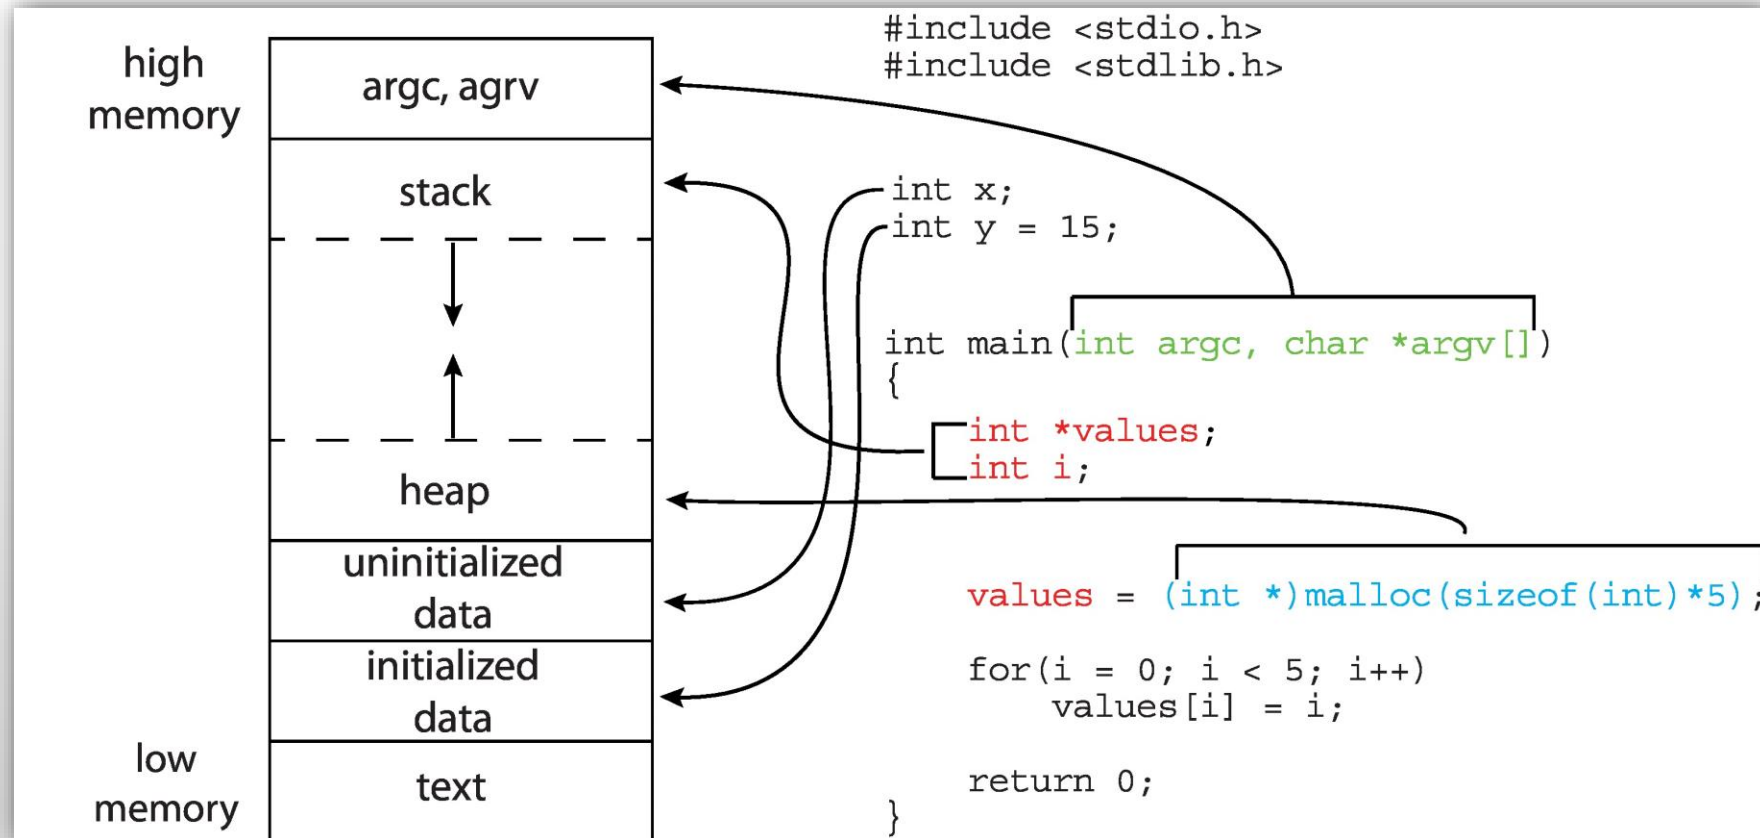 high
memory
argc, agrv
stack
heap
uninitialized
data
initialized
data
low
memory
text
#include <stdio.h>
#include <stdlib.h>
int x;
int y = 15;
int main(int argc, char *argv[])
{
int *values;
int i;
values = (int *)malloc(sizeof(int)*5);
for(i = 0; i < 5; i++)
values[i] = i;
return 0;
}